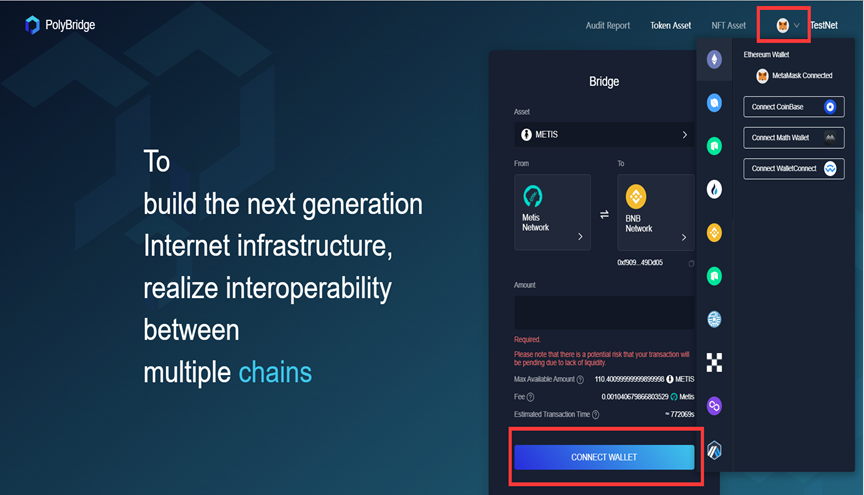 PolyBridge
Audit Report
Token Asset
NFT Asset
TestNet
To
build the next generation
Internet infrastructure,
realize interoperability
between
multiple chains
Bridge
Asset
METIS
From
To
Metis
Network
BNB
Network
0xf909...49Dd05
Amount
Required.
Please note that there is a potential risk that your transaction will
be pending due to lack of liquidity.
Max Available Amount ? 110.40099999999899998 METIS
Fee ? 0.001040679866803529 Metis
Estimated Transaction Time ? ≈ 772069s
CONNECT WALLET
Ethereum Wallet
MetaMask Connected
Connect CoinBase
Connect Math Wallet
Connect WalletConnect